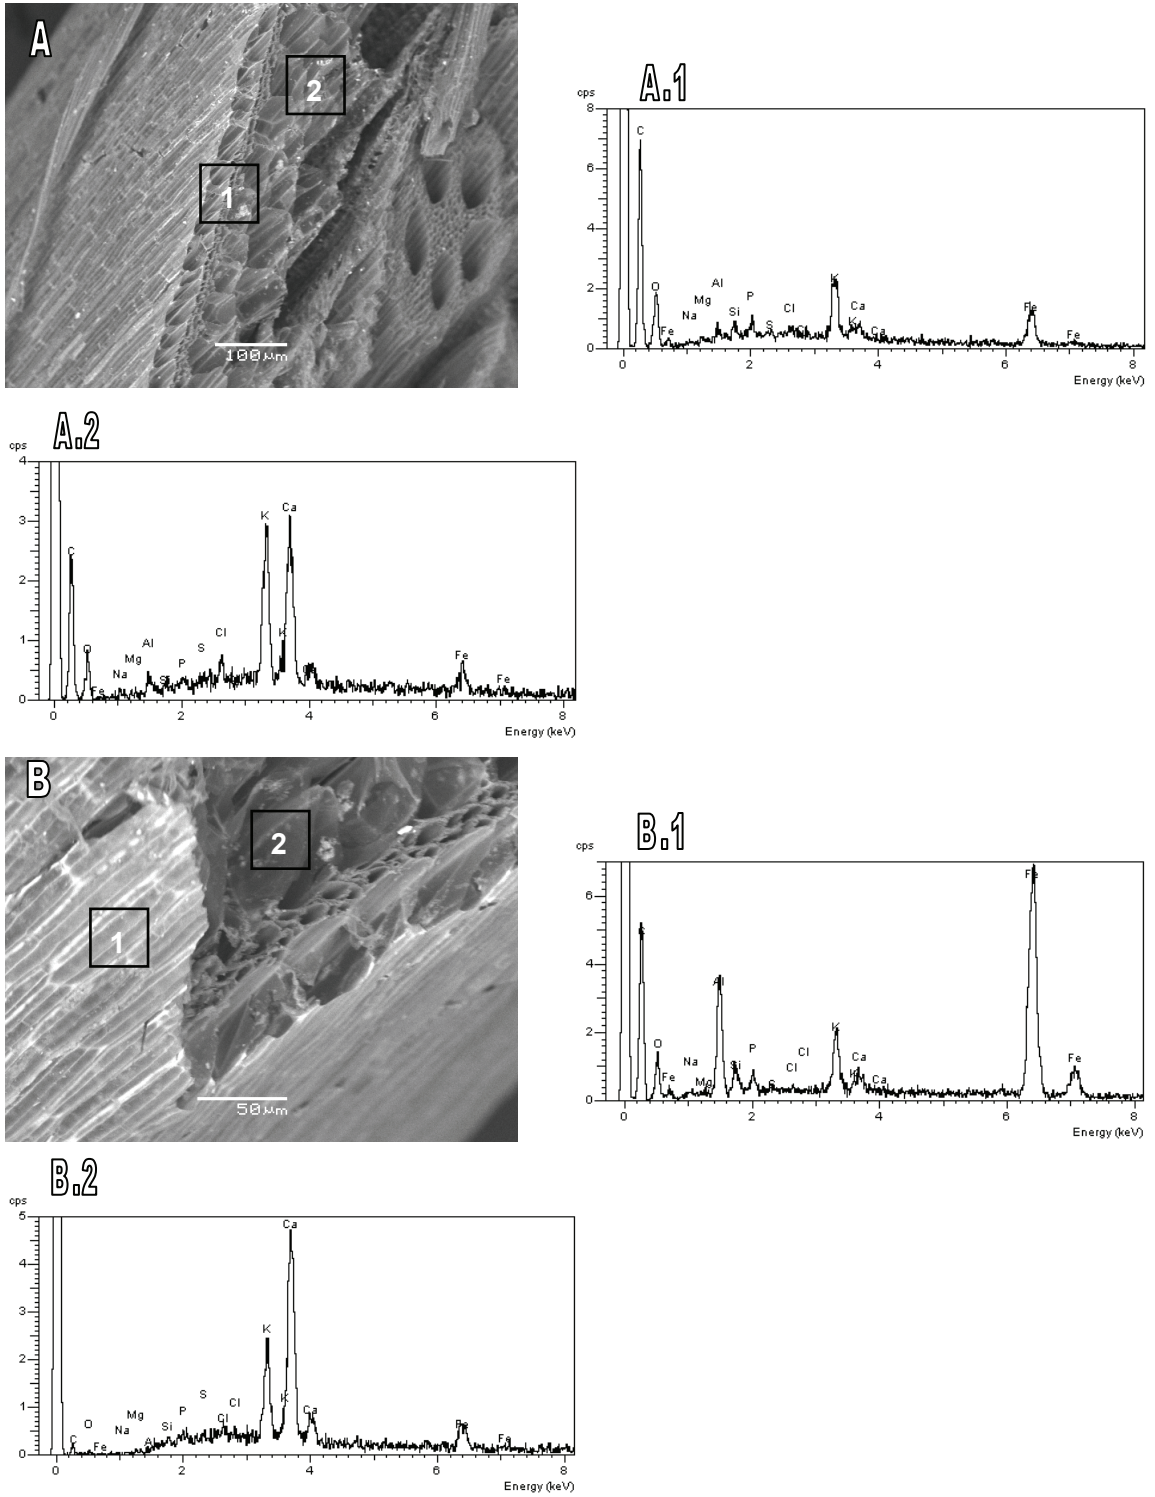 A
2
1
100µm
A.1
cps
8
C
6
4
2
O
Fe
Na
Mg
Al
Si
P
S
Cl
Cl
K
K
Ca
Ca
Fe
Fe
0
0 2 4 6 8
Energy (keV)
A.2
cps
4
3
2
1
0
C
O
Fe
Na
Mg
Al
Si
P
S
Cl
K
K
Ca
Fe
Fe
0 2 4 6 8
Energy (keV)
B
2
1
50µm
B.1
cps
6
4
2
0
C
O
Fe
Na
Mg
Al
Si
P
S
Cl
Cl
K
K
Ca
Ca
Fe
Fe
0 2 4 6 8
Energy (keV)
B.2
cps
5
4
3
2
1
0
C
O
Fe
Na
Mg
Al
Si
P
S
Cl
Cl
K
K
Ca
Ca
Fe
Fe
0 2 4 6 8
Energy (keV)